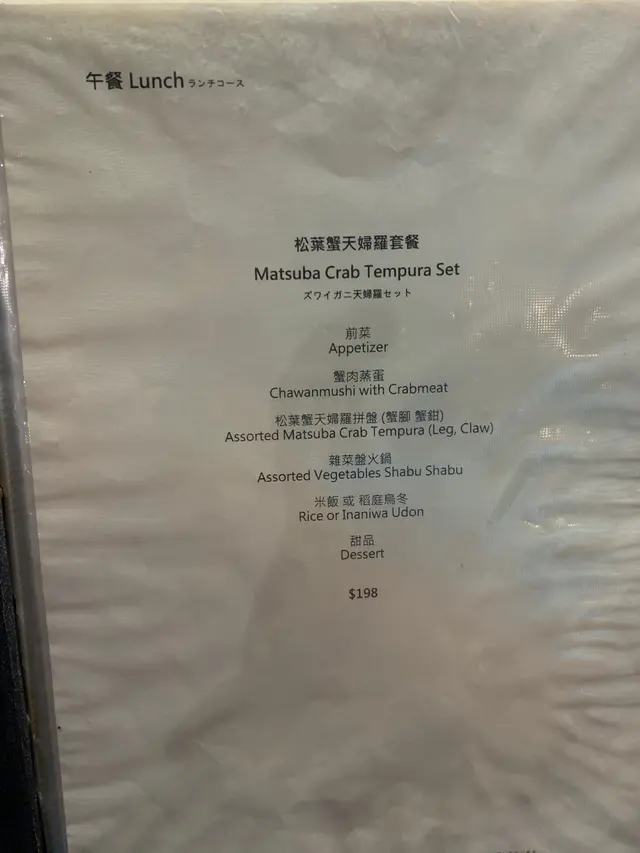 午餐 Lunch ランチコース
松葉蟹天婦羅套餐
Matsuba Crab Tempura Set
ズワイガニ天婦羅セット
前菜
Appetizer
蟹肉蒸蛋
Chawanmushi with Crabmeat
松葉蟹天婦羅拼盤 (蟹腳 蟹鉗)
Assorted Matsuba Crab Tempura (Leg, Claw)
雜菜盤火鍋
Assorted Vegetables Shabu Shabu
米飯 或 稻庭烏冬
Rice or Inaniwa Udon
甜品
Dessert
$198